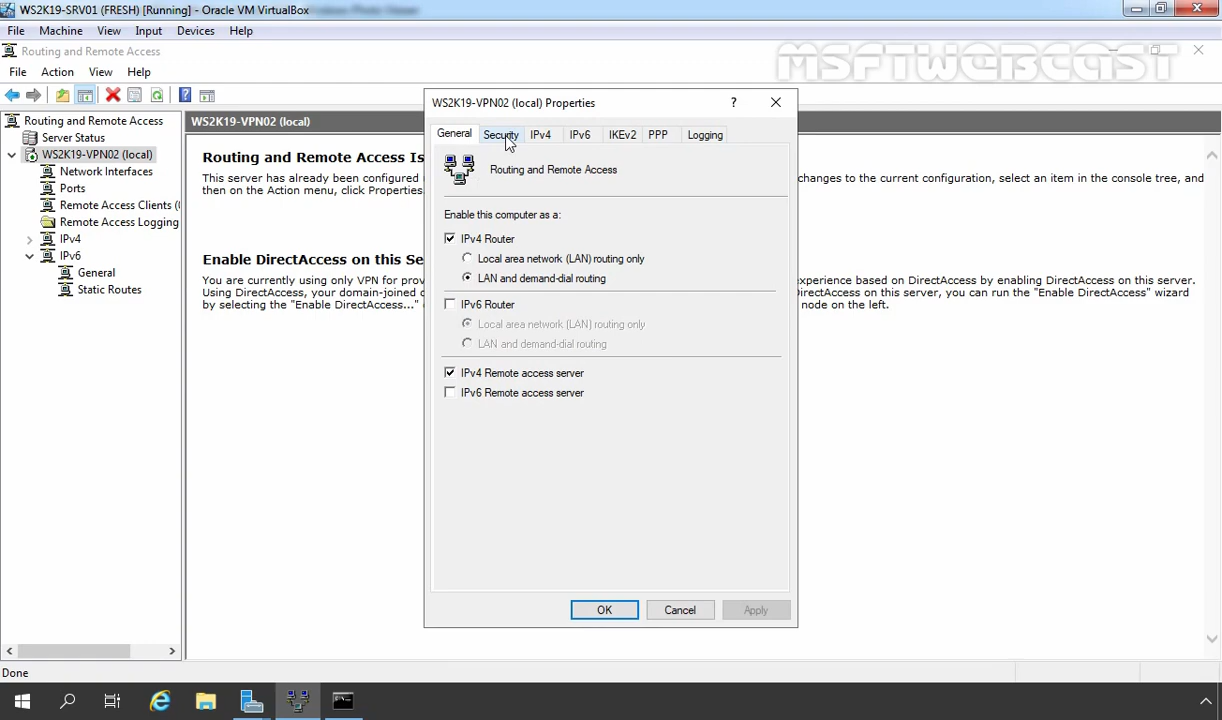 WS2K19-SRV01 (FRESH) [Running] - Oracle VM VirtualBox
File Machine View Input Devices Help
Routing and Remote Access
MSFTWEBCAST
File Action View Help
Routing and Remote Access
Server Status
WS2K19-VPN02 (local)
Network Interfaces
Ports
Remote Access Clients (
Remote Access Logging
IPv4
IPv6
General
Static Routes
WS2K19-VPN02 (local)
Routing and Remote Access Is
This server has already been configured
changes to the current configuration, select an item in the console tree, and
then on the Action menu, click Properties
Enable DirectAccess on this Se
You are currently using only VPN for prov
experience based on DirectAccess by enabling DirectAccess on this server.
Using DirectAccess, your domain-joined
DirectAccess on this server, you can run the "Enable DirectAccess" wizard
by selecting the "Enable DirectAccess..."
node on the left.
WS2K19-VPN02 (local) Properties
?
General Security IPv4 IPv6 IKEv2 PPP Logging
Routing and Remote Access
Enable this computer as a:
IPv4 Router
Local area network (LAN) routing only
LAN and demand-dial routing
IPv6 Router
Local area network (LAN) routing only
LAN and demand-dial routing
IPv4 Remote access server
IPv6 Remote access server
OK Cancel Apply
Done